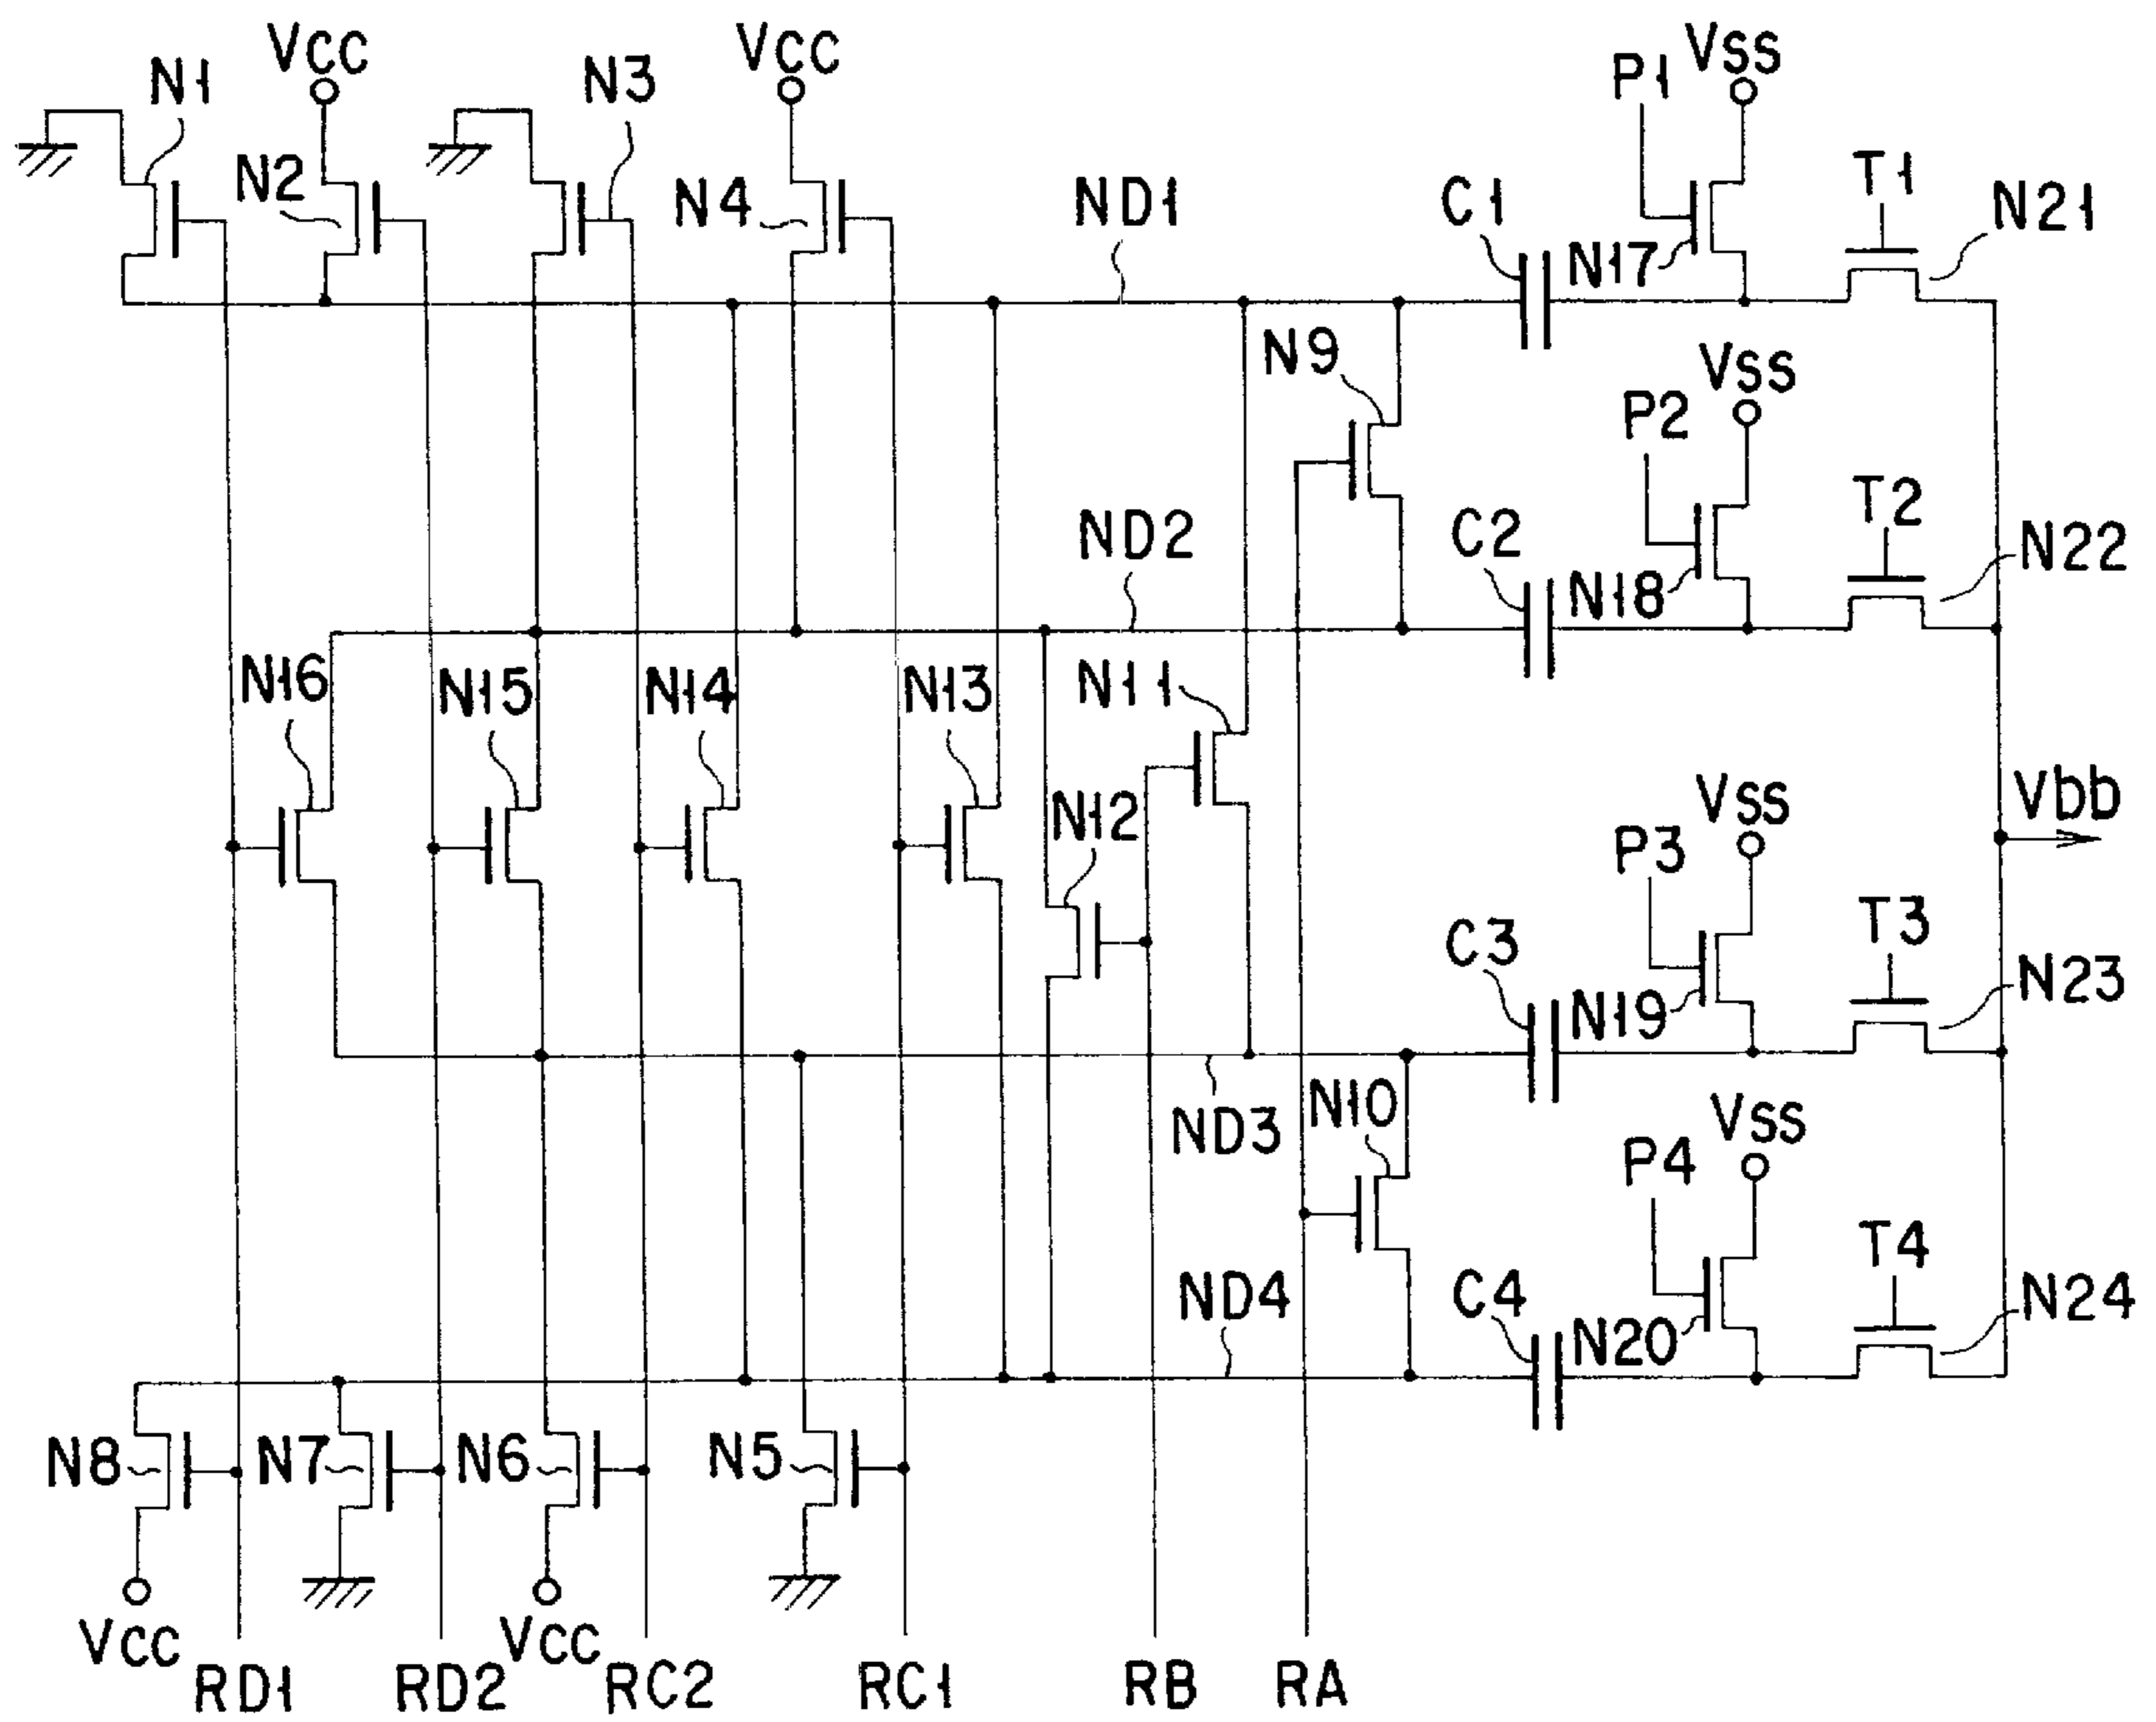 VCC
VCC
VSS
N1
N3
P1
N2
N4
ND1
C1
T1
N21
N17
N9
VSS
P2
ND2
C2
T2
N22
N18
N16
N15
N14
N13
N11
Vbb
N12
VSS
P3
C3
T3
N23
N19
ND3
N10
VSS
P4
ND4
C4
T4
N24
N20
N8
N7
N6
N5
VCC
VCC
RD1
RD2
RC2
RC1
RB
RA